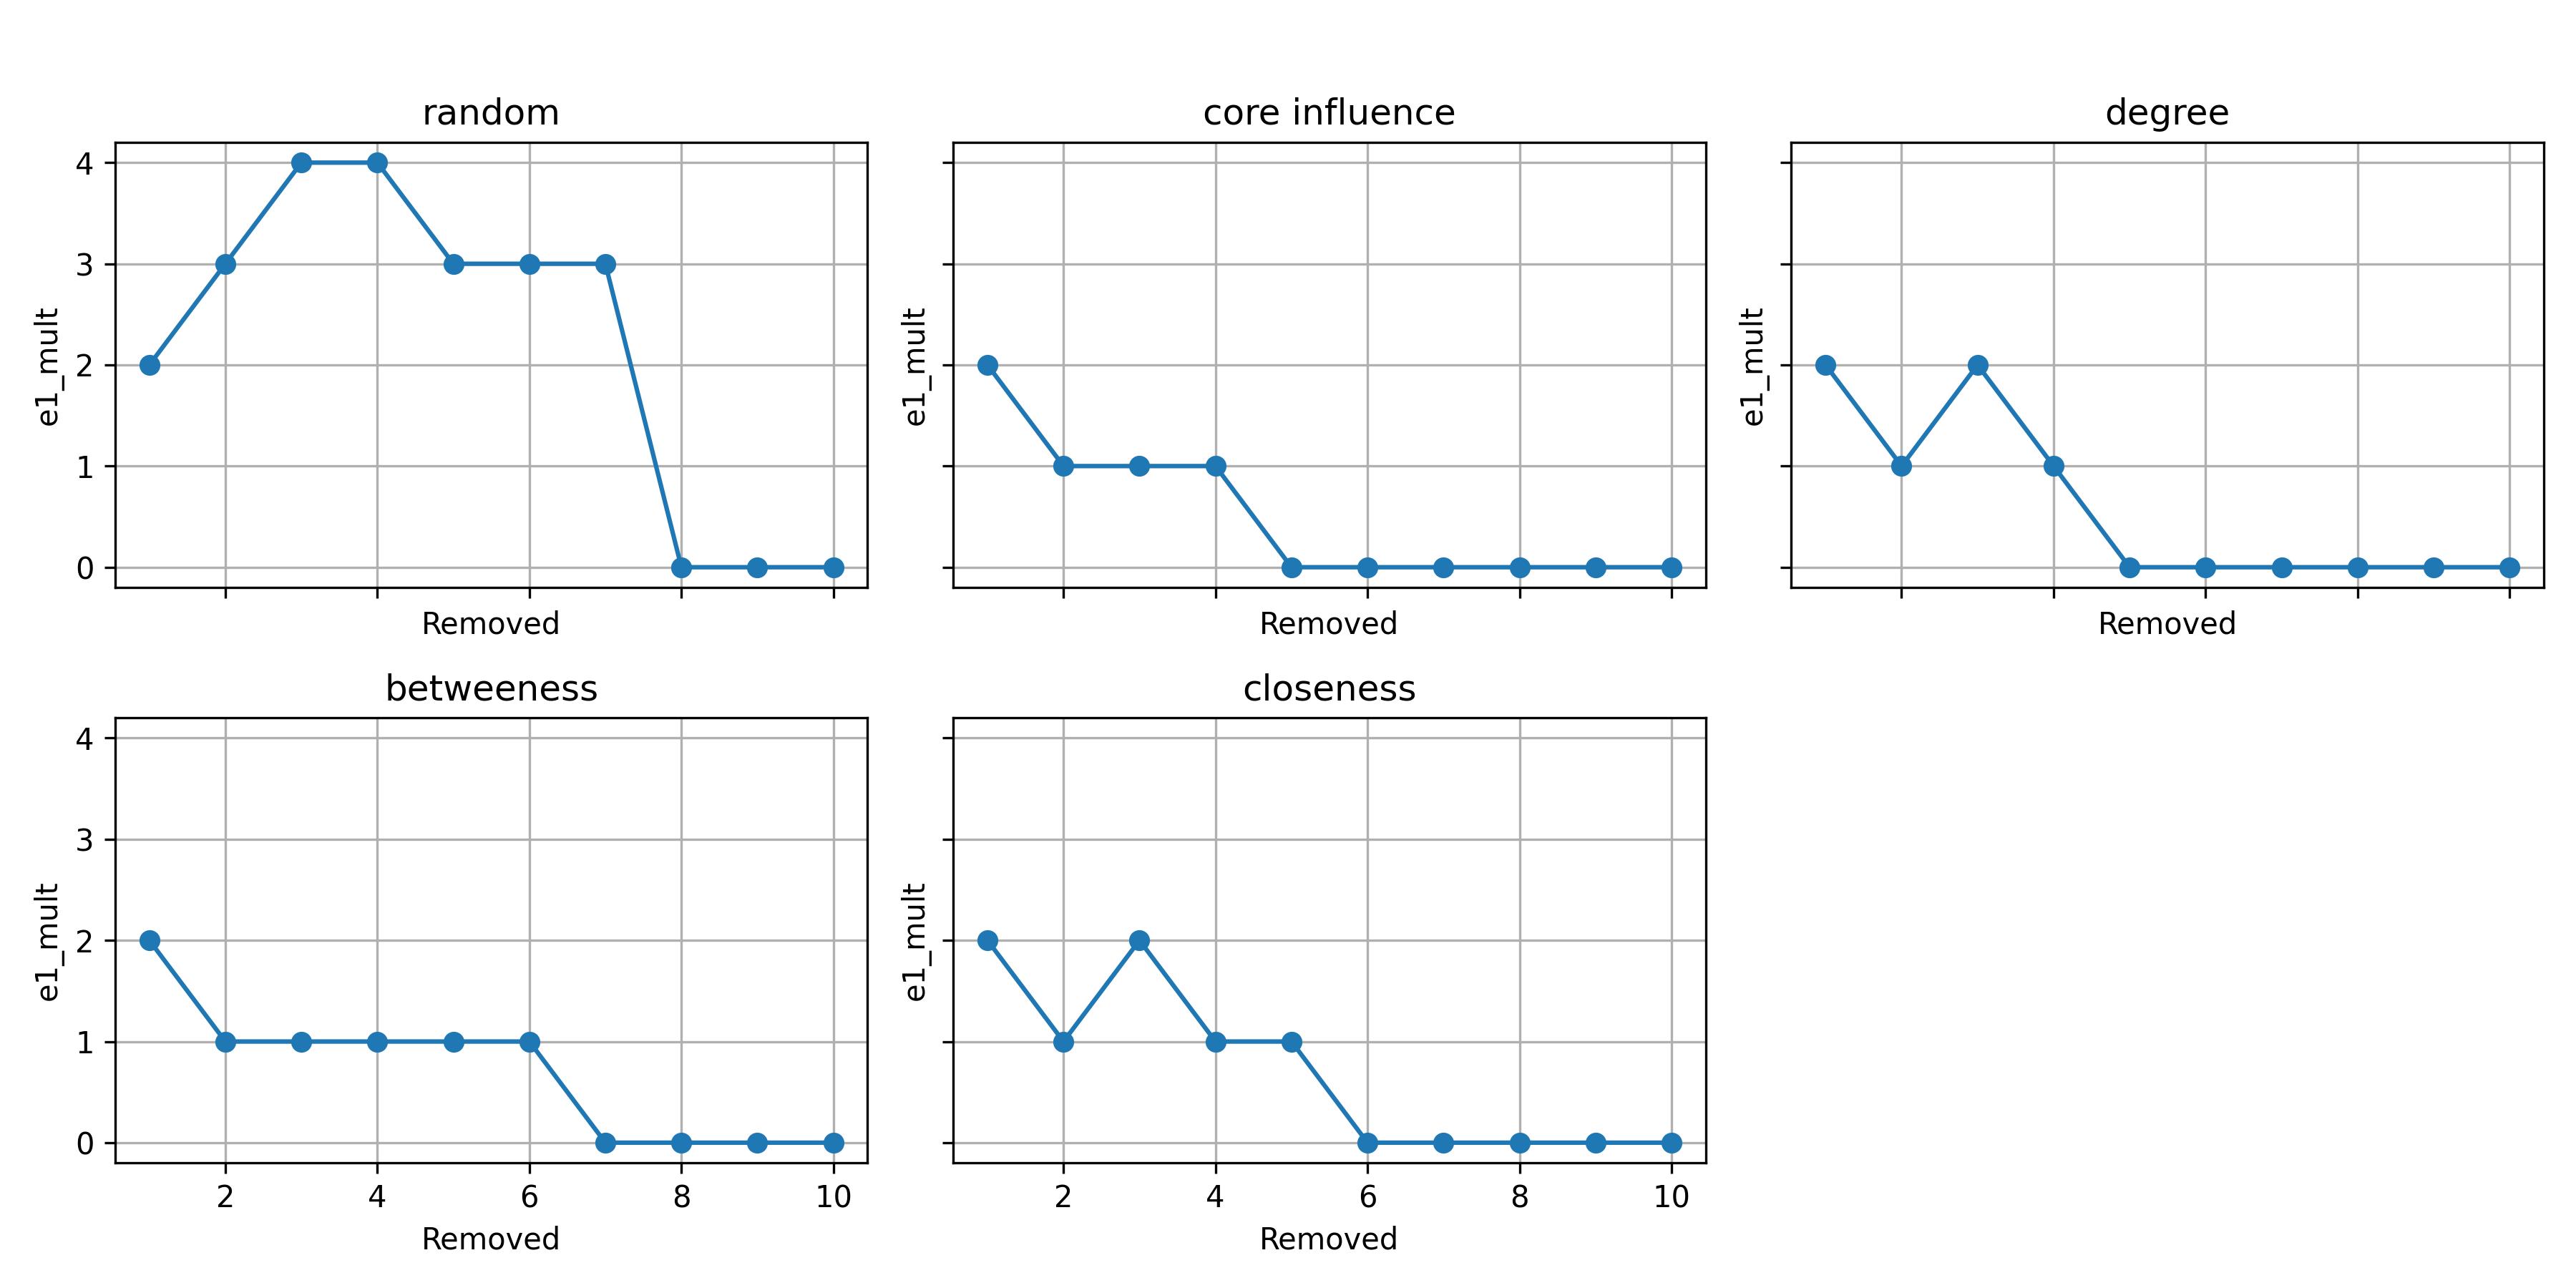 random
core influence
degree
4
3
2
1
0
e1_mult
e1_mult
e1_mult
Removed
Removed
Removed
betweeness
closeness
4
3
2
1
0
e1_mult
e1_mult
2 4 6 8 10
2 4 6 8 10
Removed
Removed